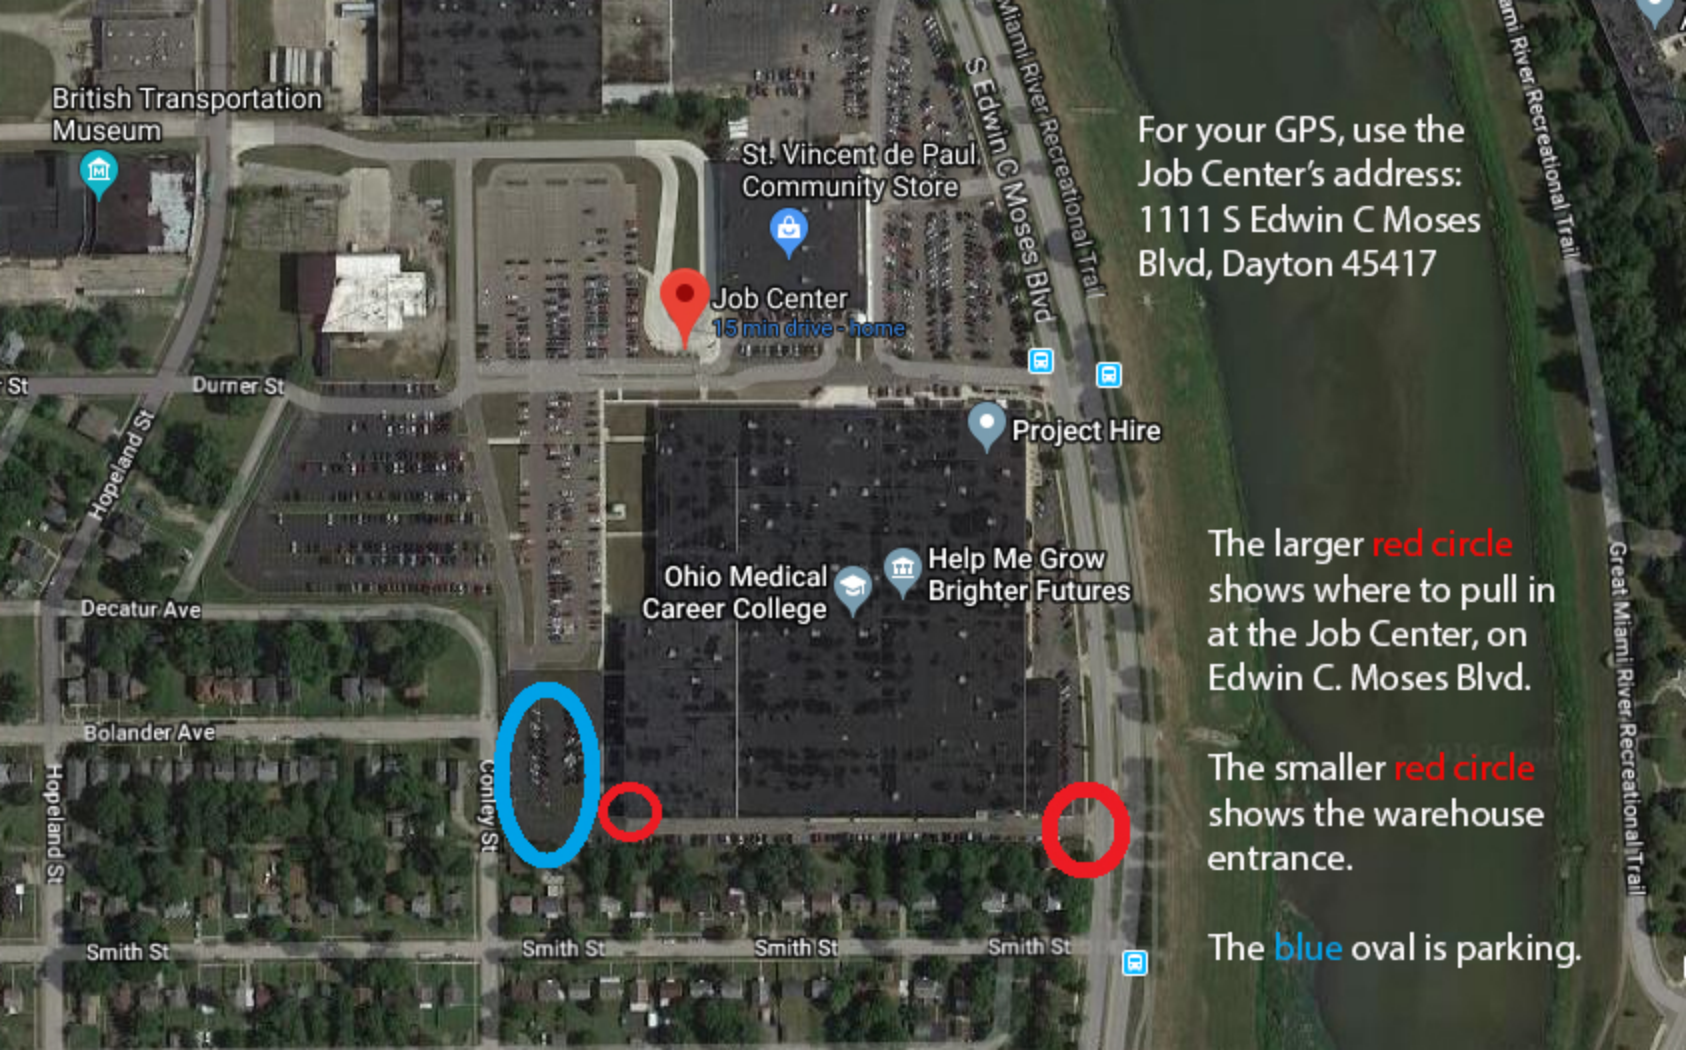 British Transportation
Museum
St. Vincent de Paul
Community Store
S Edwin C Moses Blvd
Miami River Recreational Trail
ami River Recreational Trail
For your GPS, use the
Job Center's address:
1111 S Edwin C Moses
Blvd, Dayton 45417
Job Center
15 min drive - home
r St
Durner St
Hopeland St
Project Hire
Ohio Medical
Career College
Help Me Grow
Brighter Futures
The larger red circle
shows where to pull in
at the Job Center, on
Edwin C. Moses Blvd.
Great Miami River Recreational Trail
Decatur Ave
Bolander Ave
Hopeland St
Conley St
The smaller red circle
shows the warehouse
entrance.
Smith St
Smith St
Smith St
Smith St
The blue oval is parking.